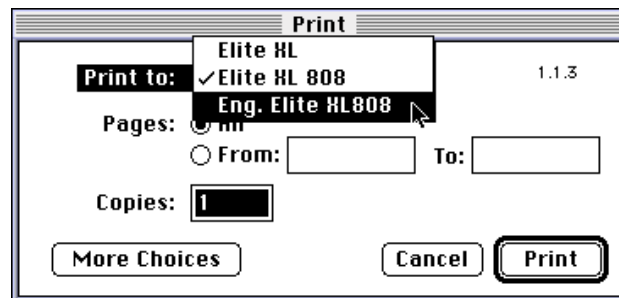 Print
Elite XL
Print to: ✓Elite XL 808 1.1.3
Eng. Elite XL808
Pages: All
From: To:
Copies: 1
More Choices Cancel Print